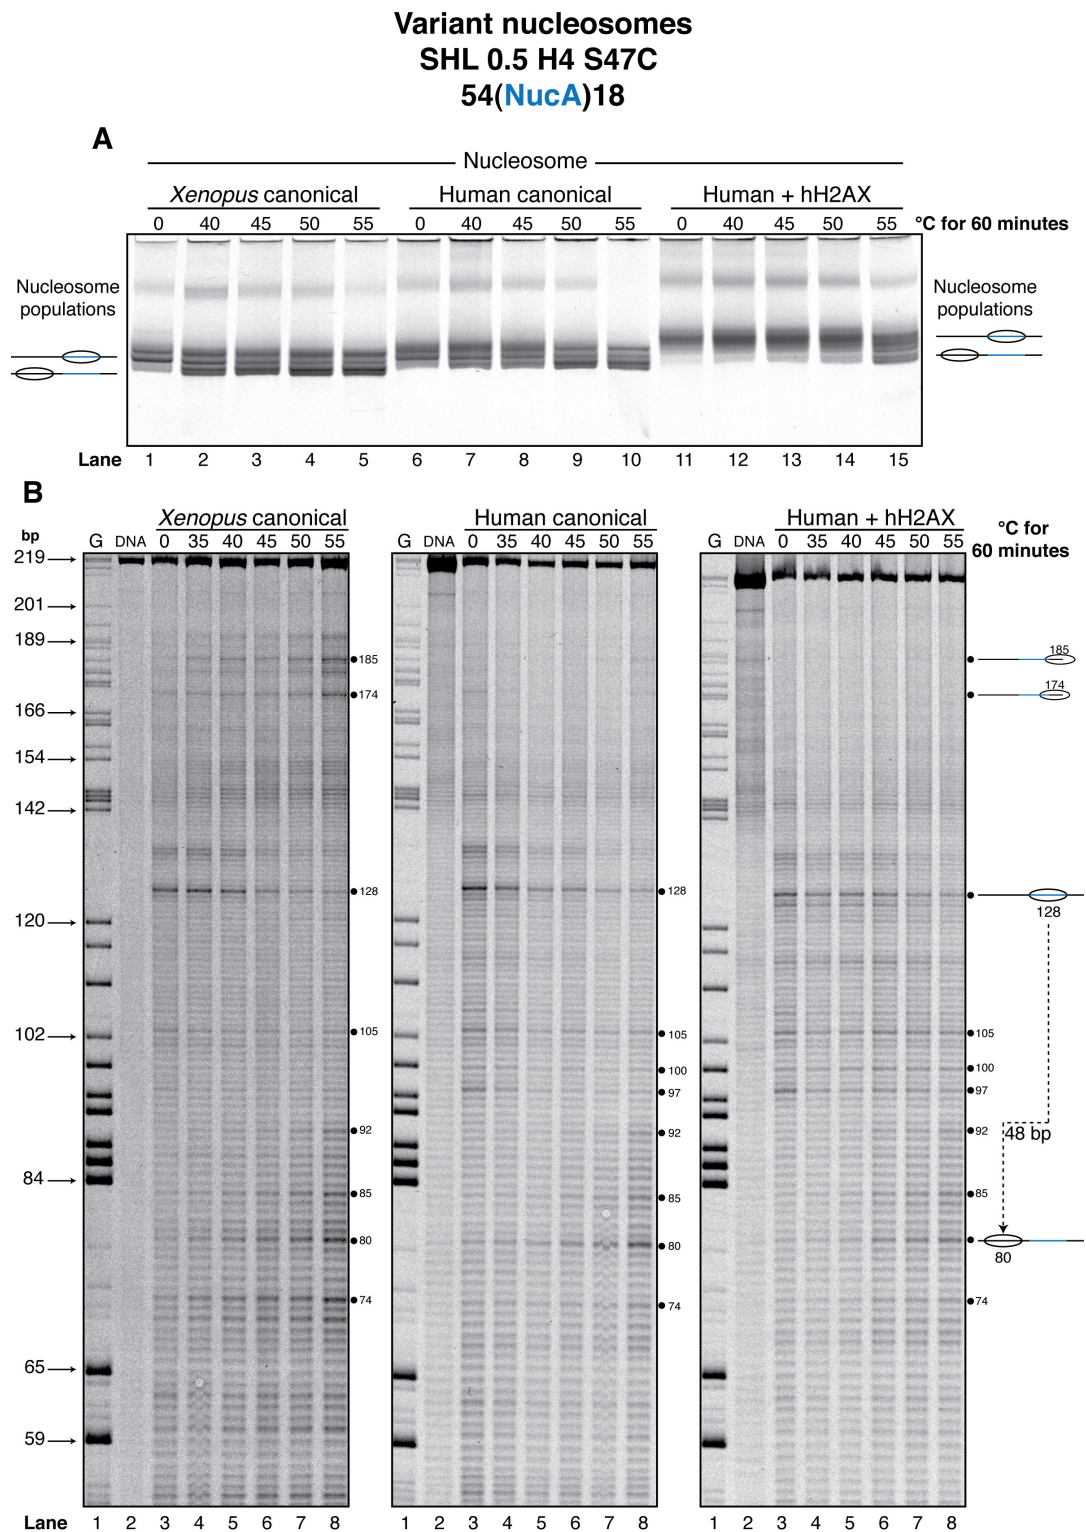 Variant nucleosomes
SHL 0.5 H4 S47C
54(NucA)18
A
Nucleosome
Xenopus canonical Human canonical Human + hH2AX
0 40 45 50 55 0 40 45 50 55 0 40 45 50 55 °C for 60 minutes
Nucleosome populations
Nucleosome populations
Lane 1 2 3 4 5 6 7 8 9 10 11 12 13 14 15
B
Xenopus canonical Human canonical Human + hH2AX
°C for 60 minutes
bp G DNA 0 35 40 45 50 55 G DNA 0 35 40 45 50 55 G DNA 0 35 40 45 50 55
219
201
189
166
154
142
120
102
84
65
59
185
174
128
105
92
85
80
74
128
105
100
97
92
85
80
74
105
100
97
92
85
74
185
174
128
48 bp
80
Lane 1 2 3 4 5 6 7 8 1 2 3 4 5 6 7 8 1 2 3 4 5 6 7 8